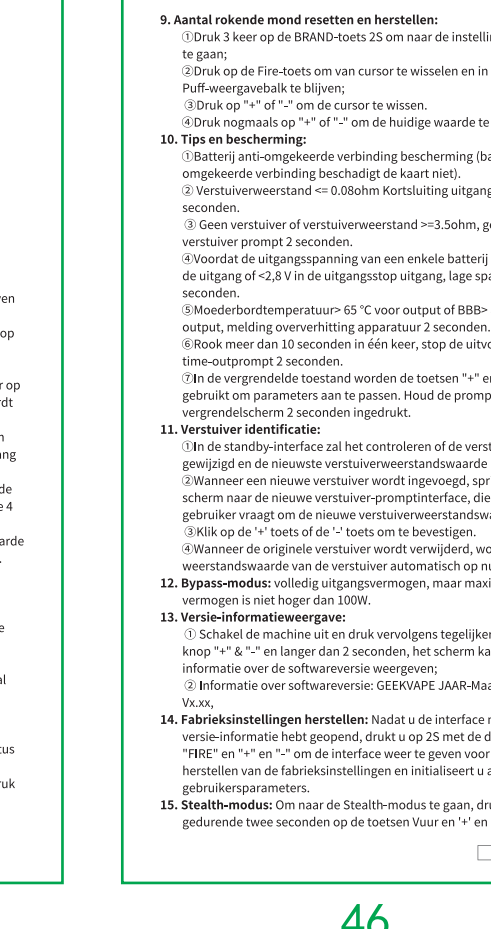 en
op
r op
rdt
n
ang
de
e 4
arde
.
e
al
tus
ruk
9. Aantal rokende mond resetten en herstellen:
①Druk 3 keer op de BRAND-toets 2S om naar de instellin
te gaan;
②Druk op de Fire-toets om van cursor te wisselen en in
Puff-weergavebalk te blijven;
③Druk op "+" of "-" om de cursor te wissen.
④Druk nogmaals op "+" of "-" om de huidige waarde te
10. Tips en bescherming:
①Batterij anti-omgekeerde verbinding bescherming (ba
omgekeerde verbinding beschadigt de kaart niet).
② Verstuiverweerstand <= 0.08ohm Kortsluiting uitgang
seconden.
③ Geen verstuiver of verstuiverweerstand >=3.5ohm, ge
verstuiver prompt 2 seconden.
④Voordat de uitgangsspanning van een enkele batterij
de uitgang of <2,8 V in de uitgangsstop uitgang, lage spa
seconden.
⑤Moederbordtemperatuur> 65 °C voor output of BBB>
output, melding oververhitting apparatuur 2 seconden.
⑥Rook meer dan 10 seconden in één keer, stop de uitvo
time-outprompt 2 seconden.
⑦In de vergrendelde toestand worden de toetsen "+" en
gebruikt om parameters aan te passen. Houd de promp
vergrendelscherm 2 seconden ingedrukt.
11. Verstuiver identificatie:
①In de standby-interface zal het controleren of de verst
gewijzigd en de nieuwste verstuiverweerstandswaarde
②Wanneer een nieuwe verstuiver wordt ingevoegd, spr
scherm naar de nieuwe verstuiver-promptinterface, die
gebruiker vraagt om de nieuwe verstuiverweerstandswa
③Klik op de '+' toets of de '-' toets om te bevestigen.
④Wanneer de originele verstuiver wordt verwijderd, wo
weerstandswaarde van de verstuiver automatisch op nu
12. Bypass-modus: volledig uitgangsvermogen, maar maxi
vermogen is niet hoger dan 100W.
13. Versie-informatieweergave:
① Schakel de machine uit en druk vervolgens tegelijker
knop "+" & "-" en langer dan 2 seconden, het scherm ka
informatie over de softwareversie weergeven;
② Informatie over softwareversie: GEEKVAPE JAAR-Maa
Vx.xx,
14. Fabrieksinstellingen herstellen: Nadat u de interface m
versie-informatie hebt geopend, drukt u op 2S met de d
"FIRE" en "+" en "-" om de interface weer te geven voor
herstellen van de fabrieksinstellingen en initialiseert u a
gebruikersparameters.
15. Stealth-modus: Om naar de Stealth-modus te gaan, dru
gedurende twee seconden op de toetsen Vuur en '+' en
46